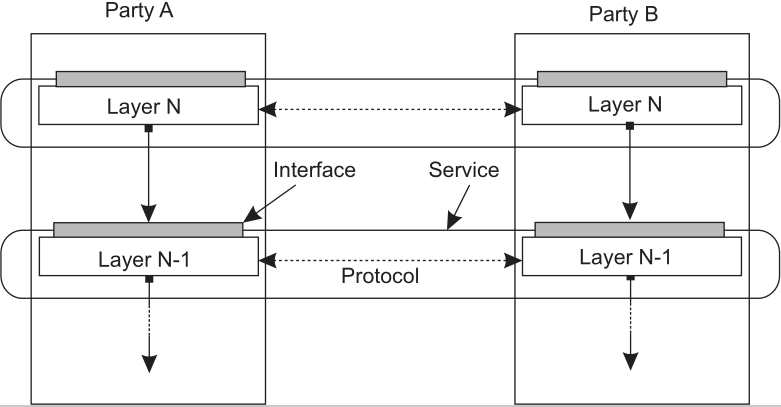 Party A
Party B
Layer N
Layer N
Interface
Service
Layer N-1
Layer N-1
Protocol